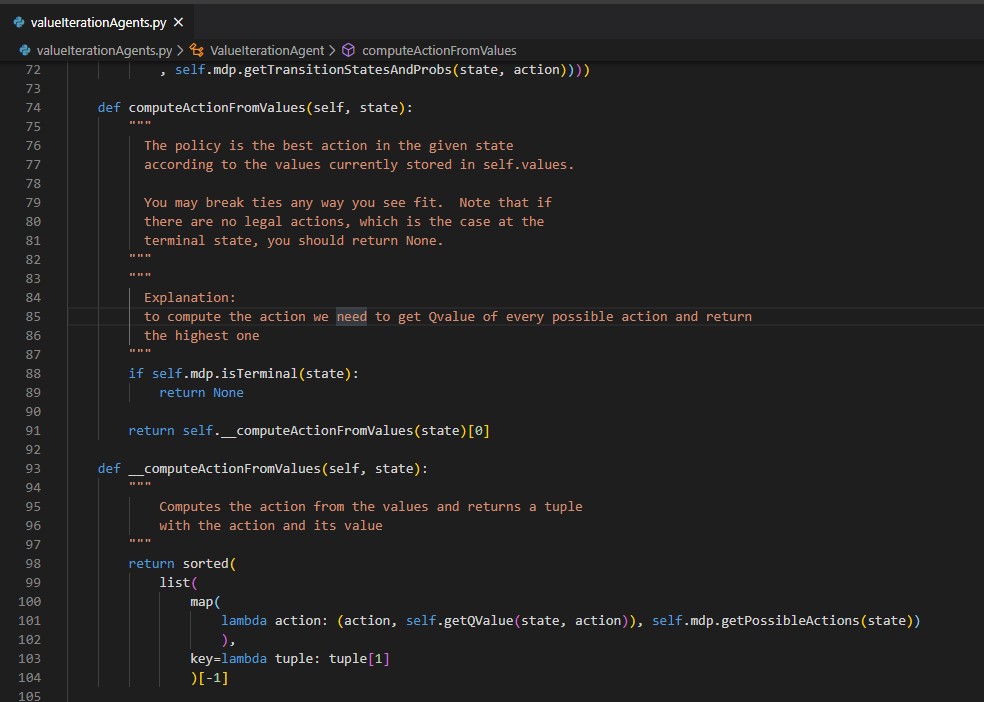 valueIterationAgents.py ×
valueIterationAgents.py > ValueIterationAgent > computeActionFromValues
72 , self.mdp.getTransitionStatesAndProbs(state, action))))
73
74 def computeActionFromValues(self, state):
75 """
76 The policy is the best action in the given state
77 according to the values currently stored in self.values.
78
79 You may break ties any way you see fit.  Note that if
80 there are no legal actions, which is the case at the
81 terminal state, you should return None.
82 """
83 """
84 Explanation:
85 to compute the action we need to get Qvalue of every possible action and return
86 the highest one
87 """
88 if self.mdp.isTerminal(state):
89 return None
90
91 return self.__computeActionFromValues(state)[0]
92
93 def __computeActionFromValues(self, state):
94 """
95 Computes the action from the values and returns a tuple
96 with the action and its value
97 """
98 return sorted(
99 list(
100 map(
101 lambda action: (action, self.getQValue(state, action)), self.mdp.getPossibleActions(state))
102 ),
103 key=lambda tuple: tuple[1]
104 )[-1]
105